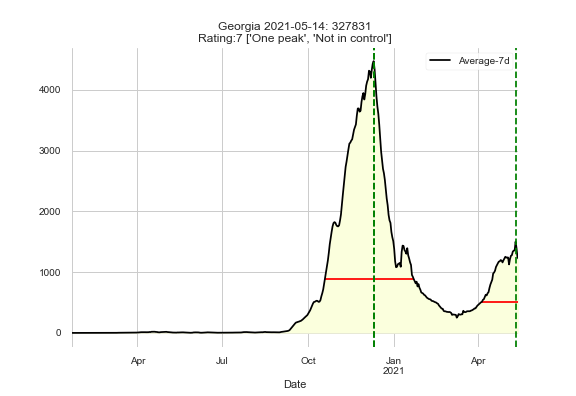 Georgia 2021-05-14: 327831
Rating:7 ['One peak', 'Not in control']
Average-7d
4000
3000
2000
1000
0
Apr
Jul
Oct
Jan
2021
Apr
Date